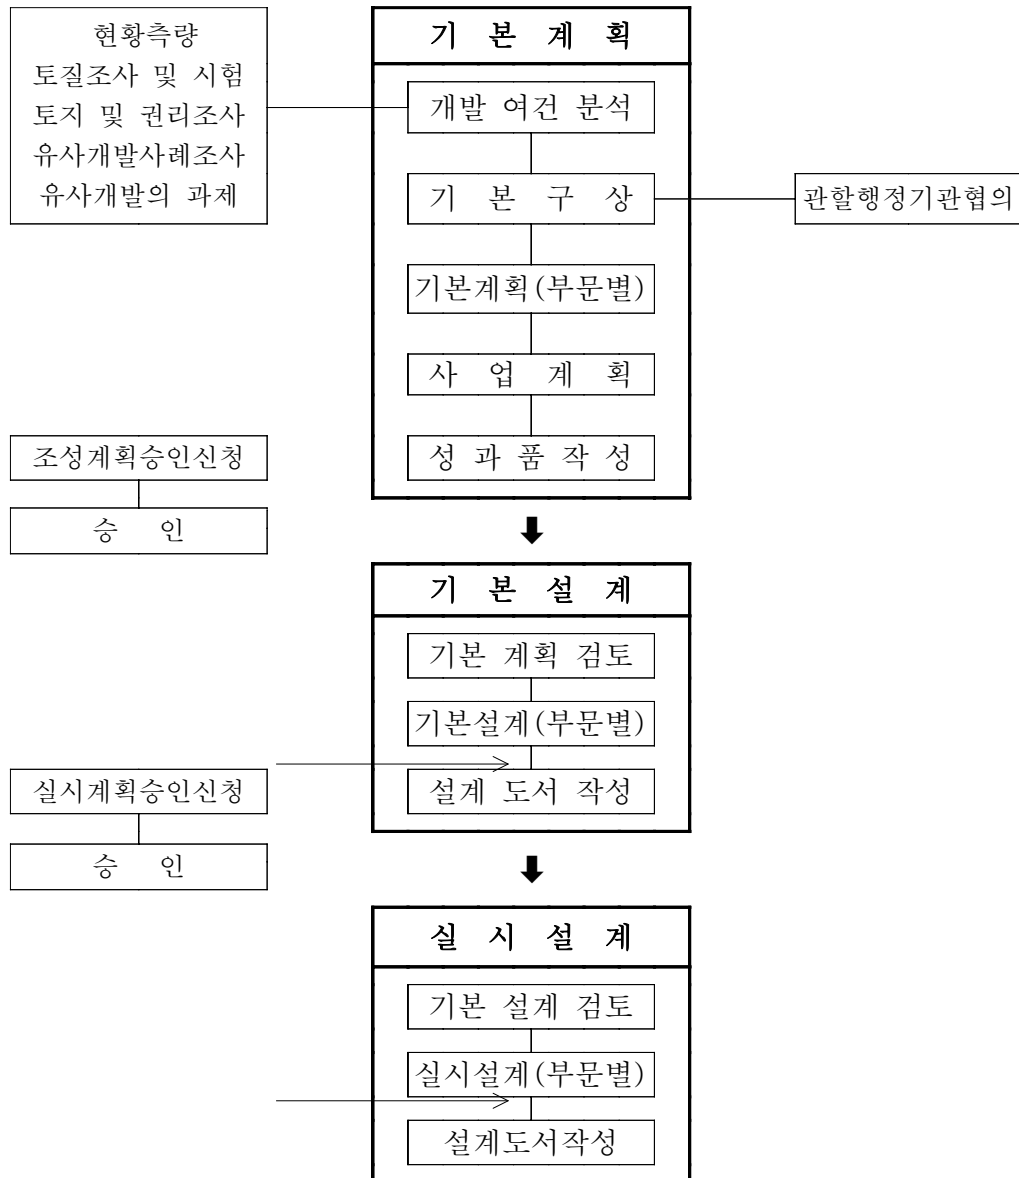 현황측량
토질조사 및 시험
토지 및 권리조사
유사개발사례조사
유사개발의 과제
기 본 계 획
개발 여건 분석
기 본 구 상
관할행정기관협의
기본계획(부문별)
사 업 계 획
성 과 품 작 성
조성계획승인신청
승 인
기 본 설 계
기본 계획 검토
기본설계(부문별)
설계 도서 작성
실시계획승인신청
승 인
실 시 설 계
기본 설계 검토
실시설계(부문별)
설계도서작성